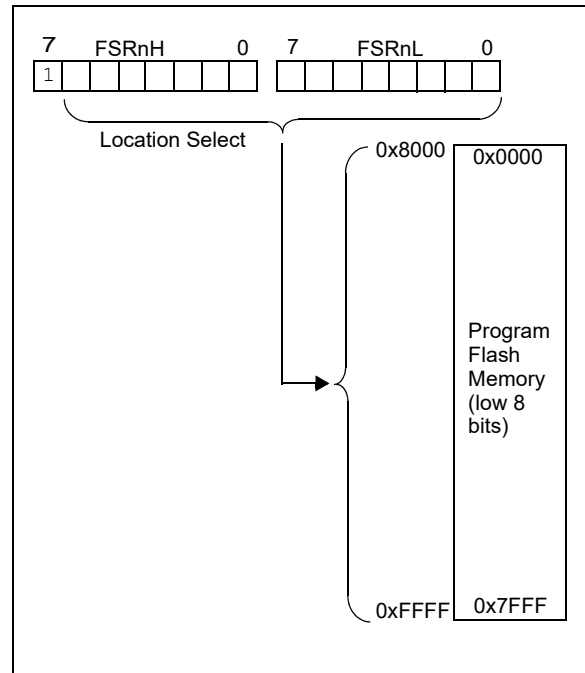 7 FSRnH 0 7 FSRnL 0
1
Location Select
0x8000 0x0000
Program
Flash
Memory
(low 8
bits)
0xFFFF 0x7FFF